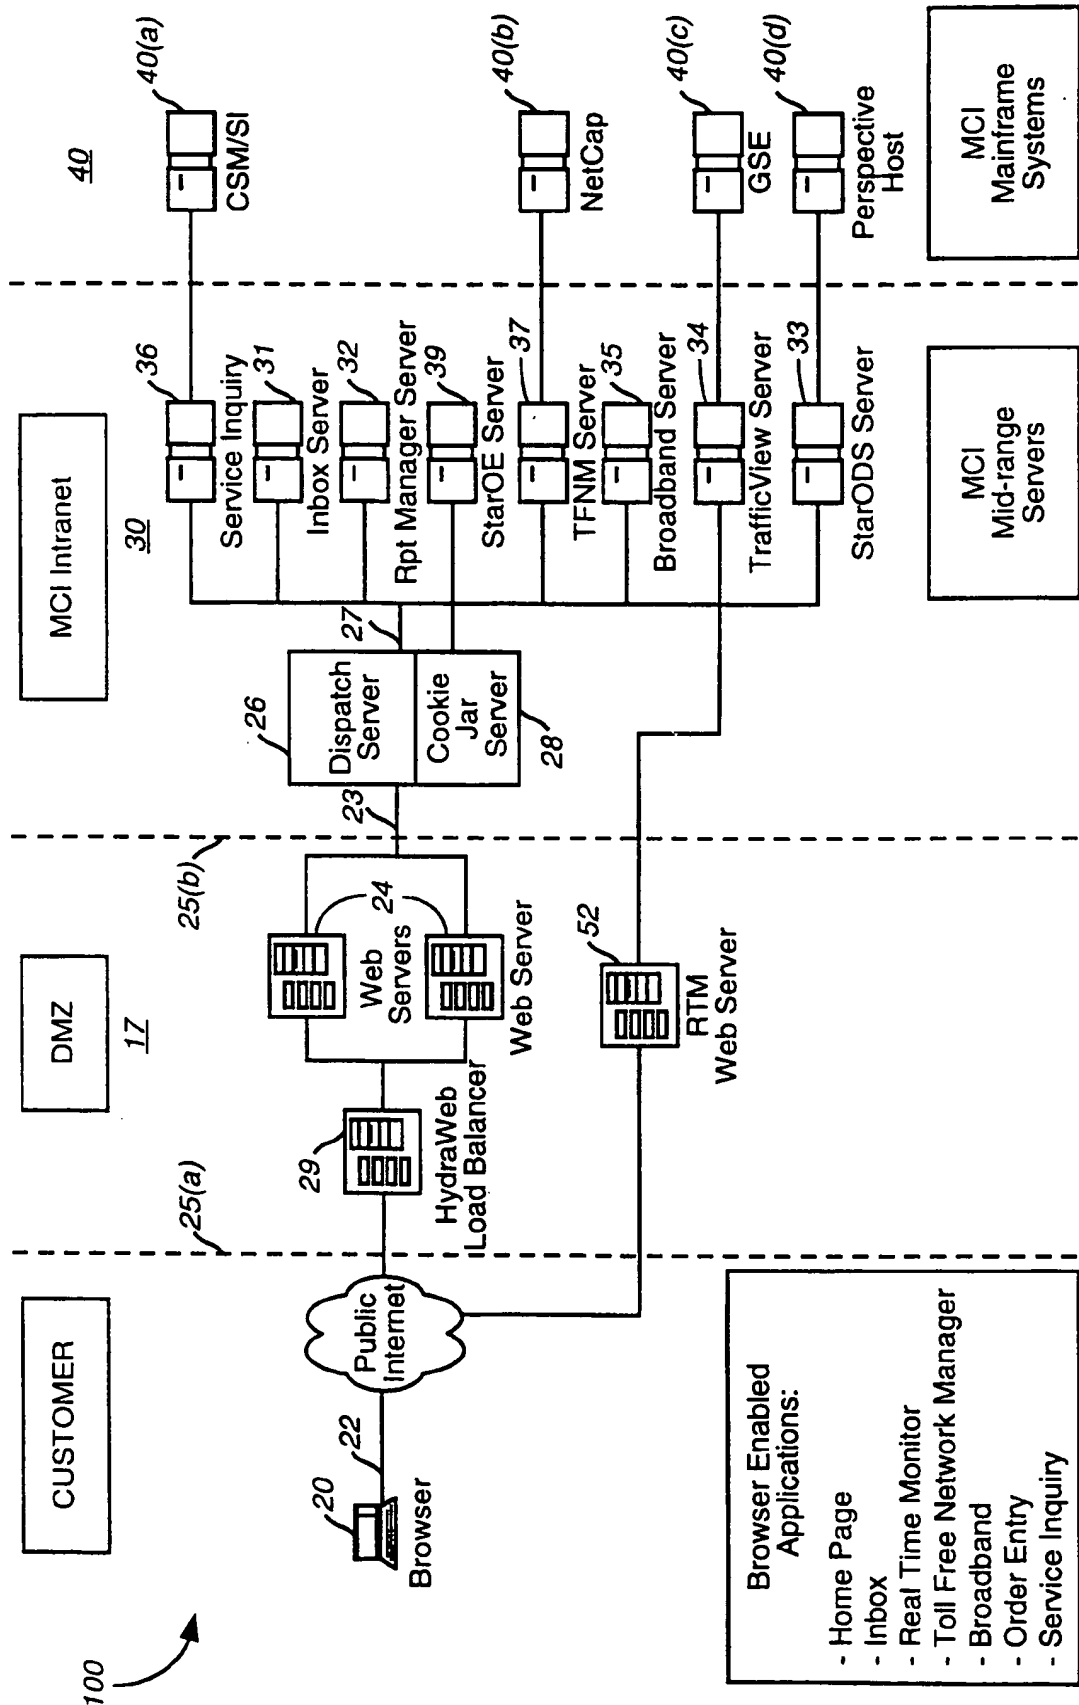 100
CUSTOMER
DMZ
17
MCI Intranet
30
40
25(a)
25(b)
20
22
Browser
Public
Internet
29
HydraWeb
Load Balancer
24
Web
Servers
Web Server
52
RTM
Web Server
23
26
Dispatch
Server
Cookie
Jar
Server
28
27
36
Service Inquiry
31
Inbox Server
32
Rpt Manager Server
39
StarOE Server
37
TFNM Server
35
Broadband Server
34
TrafficView Server
33
StarODS Server
40(a)
CSM/SI
40(b)
NetCap
40(c)
GSE
40(d)
Perspective
Host
Browser Enabled
Applications:
- Home Page
- Inbox
- Real Time Monitor
- Toll Free Network Manager
- Broadband
- Order Entry
- Service Inquiry
MCI
Mid-range
Servers
MCI
Mainframe
Systems